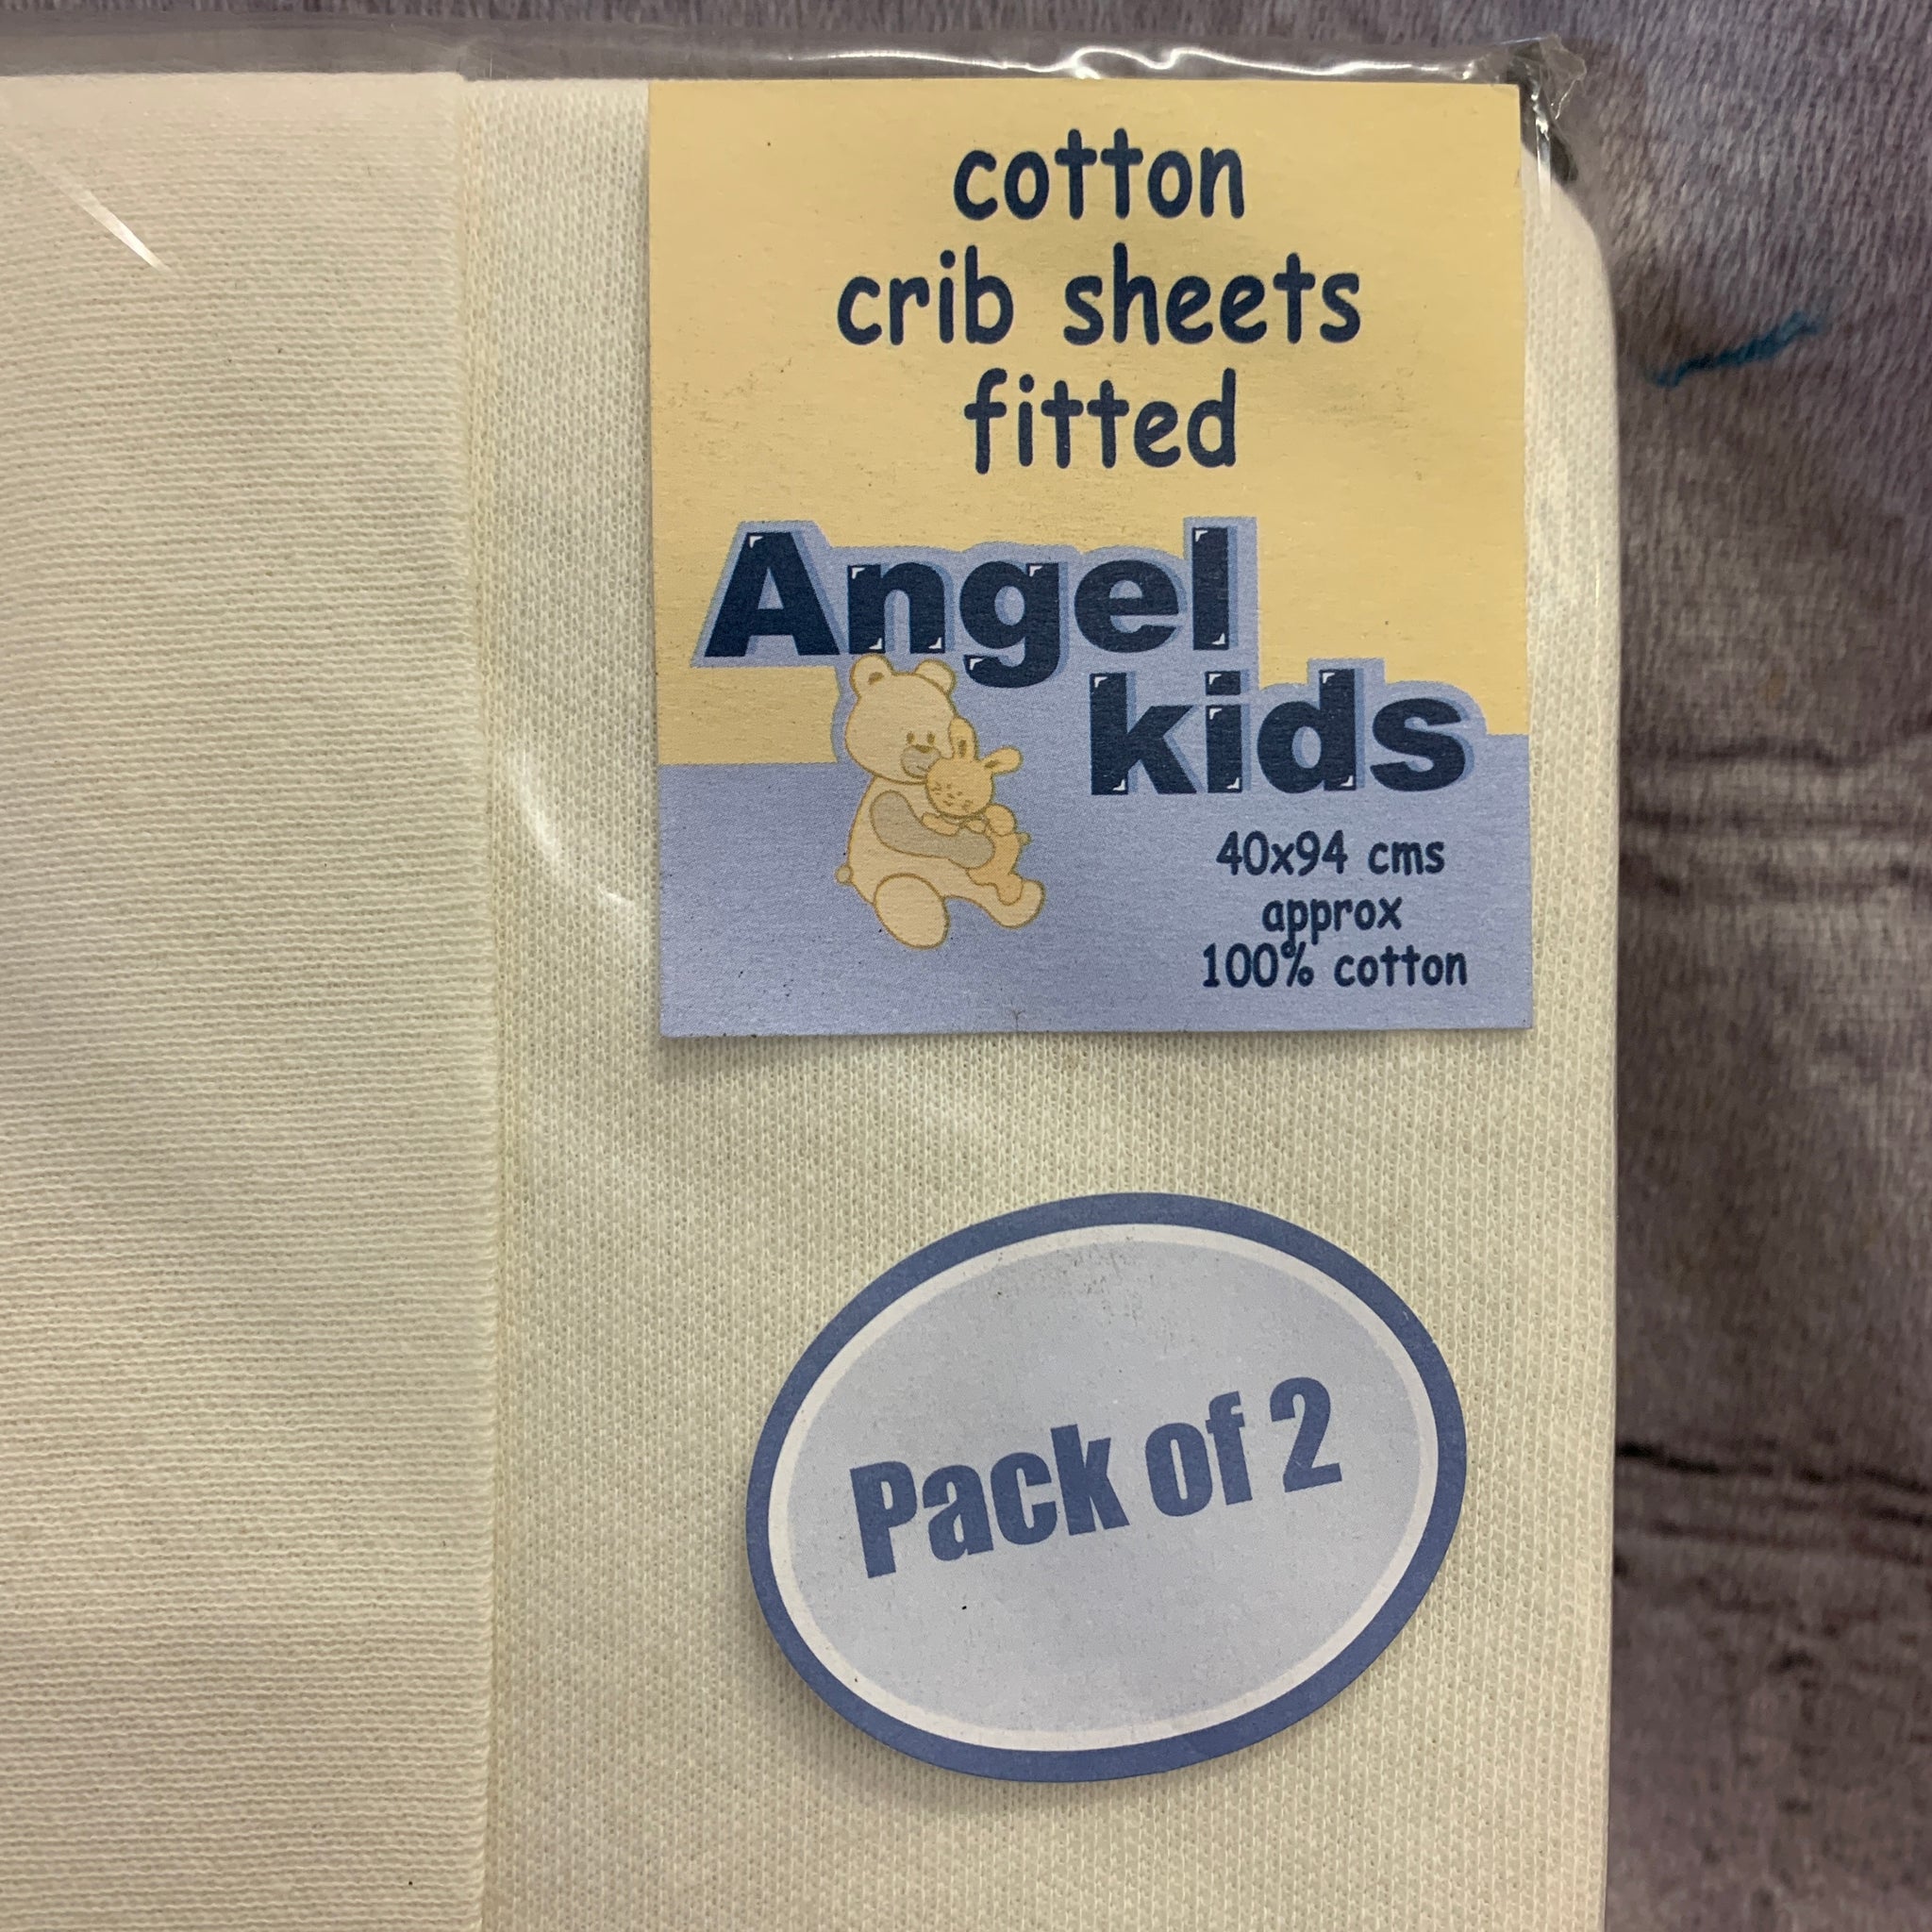 cotton
crib sheets
fitted
Angel
kids
40x94 cms
approx
100% cotton
Pack of 2